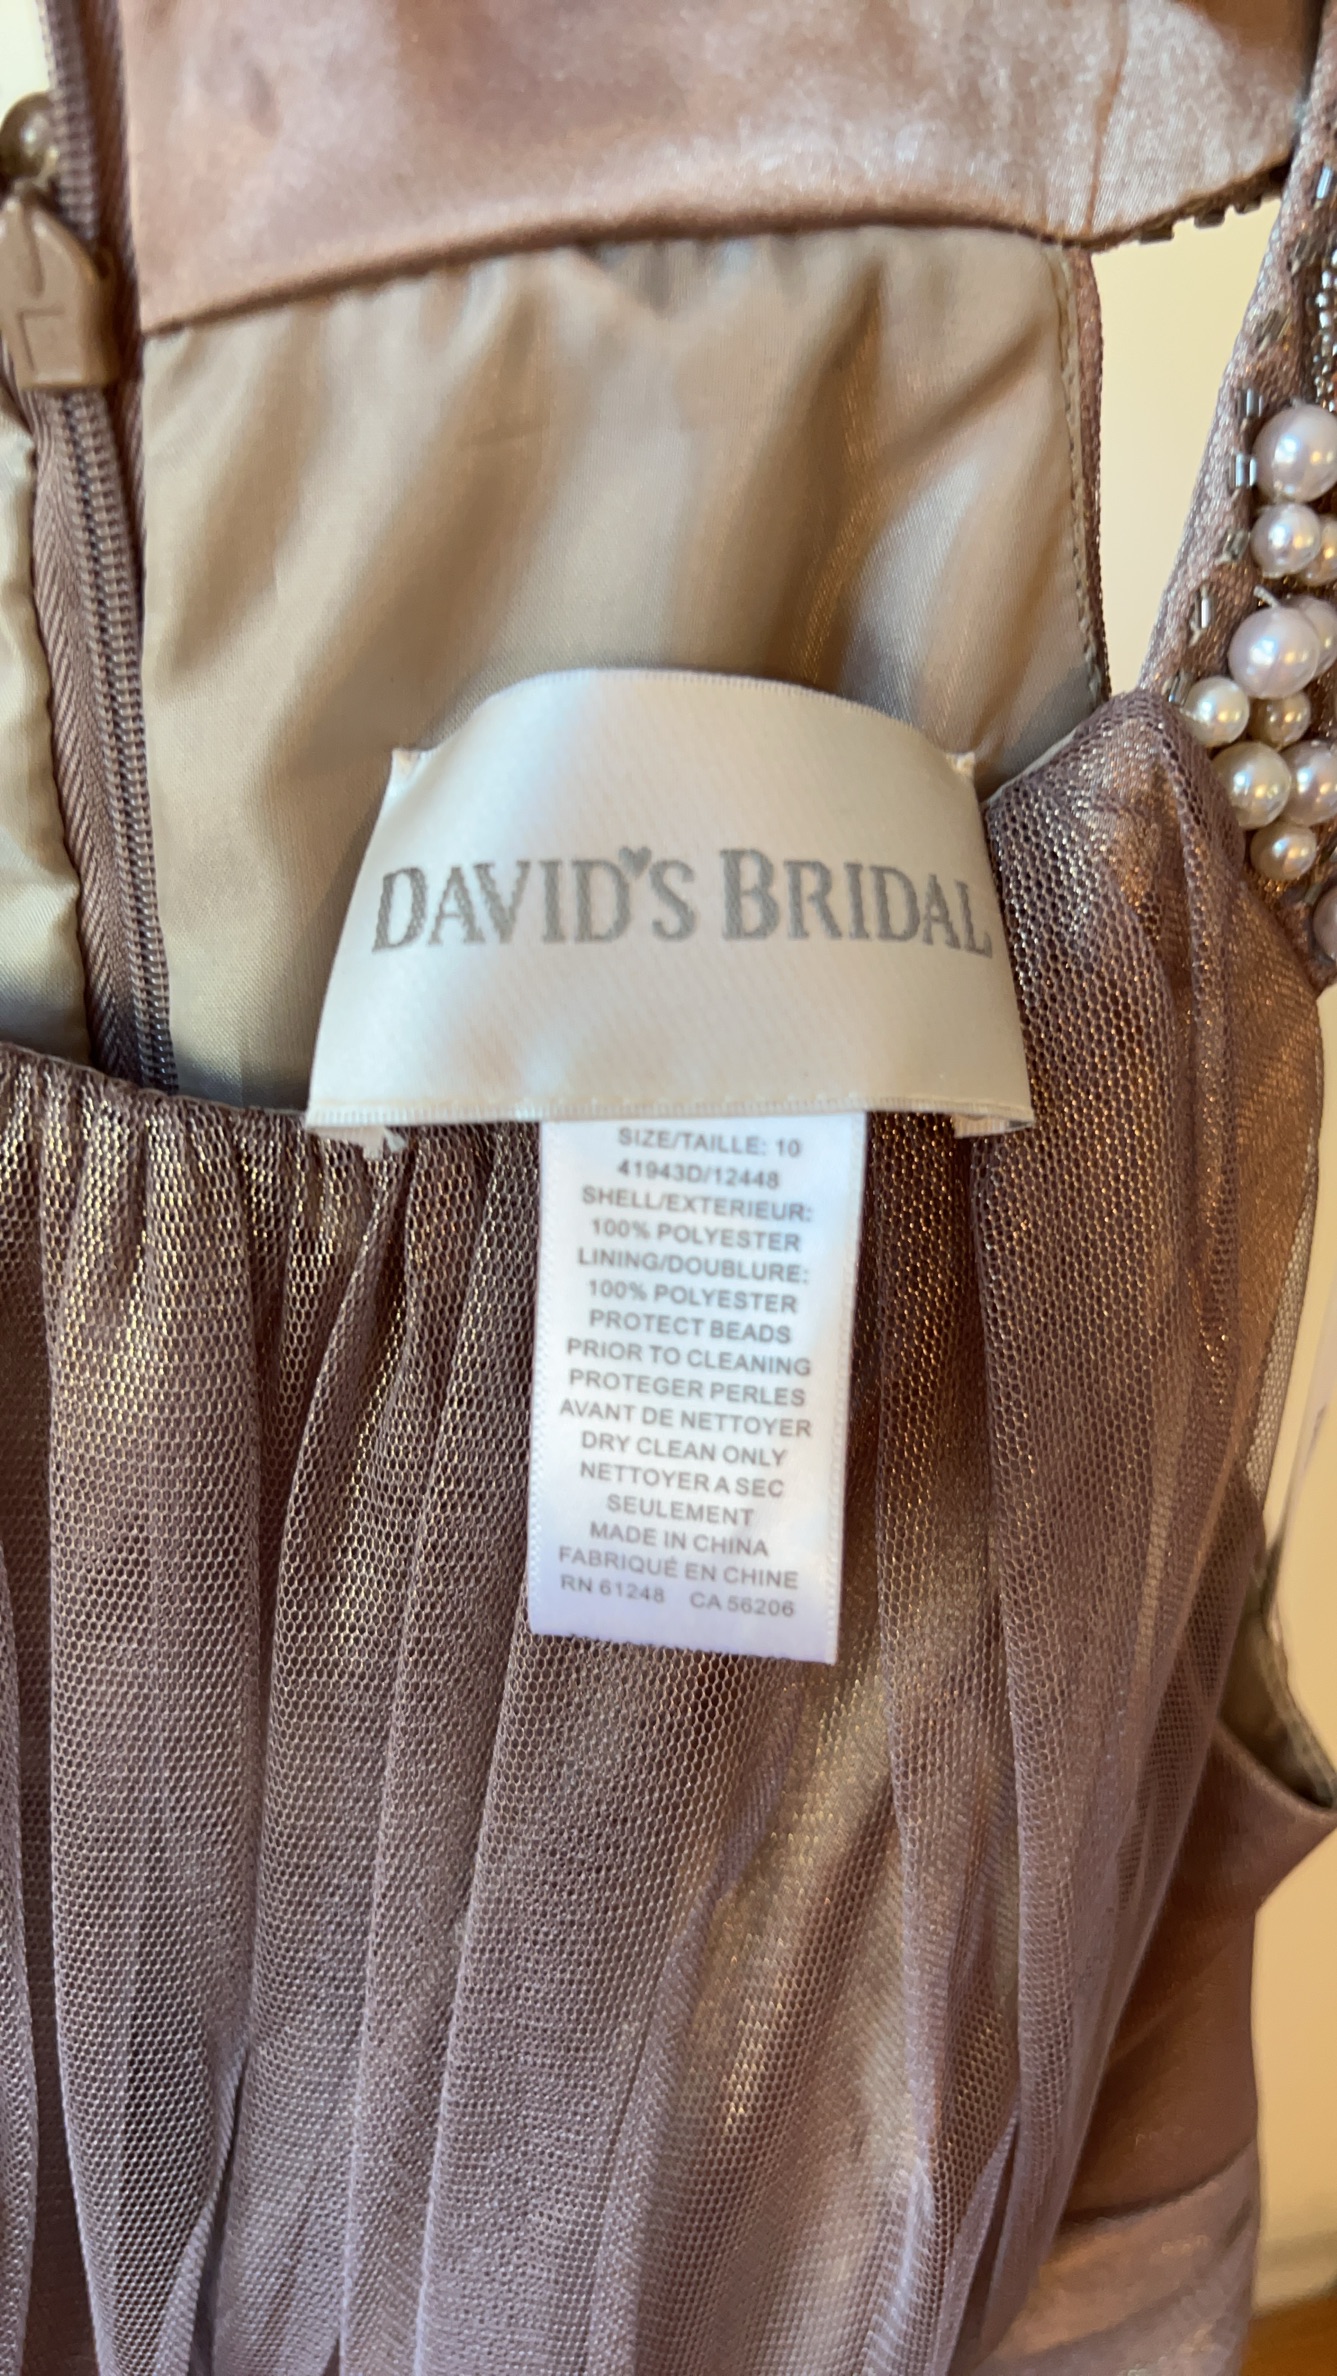 DAVID'S BRIDAL
SIZE/TAILLE: 10
41943D/12448
SHELL/EXTERIEUR:
100% POLYESTER
LINING/DOUBLURE:
100% POLYESTER
PROTECT BEADS
PRIOR TO CLEANING
PROTEGER PERLES
AVANT DE NETTOYER
DRY CLEAN ONLY
NETTOYER A SEC
SEULEMENT
MADE IN CHINA
FABRIQUÉ EN CHINE
RN 61248 CA 56206